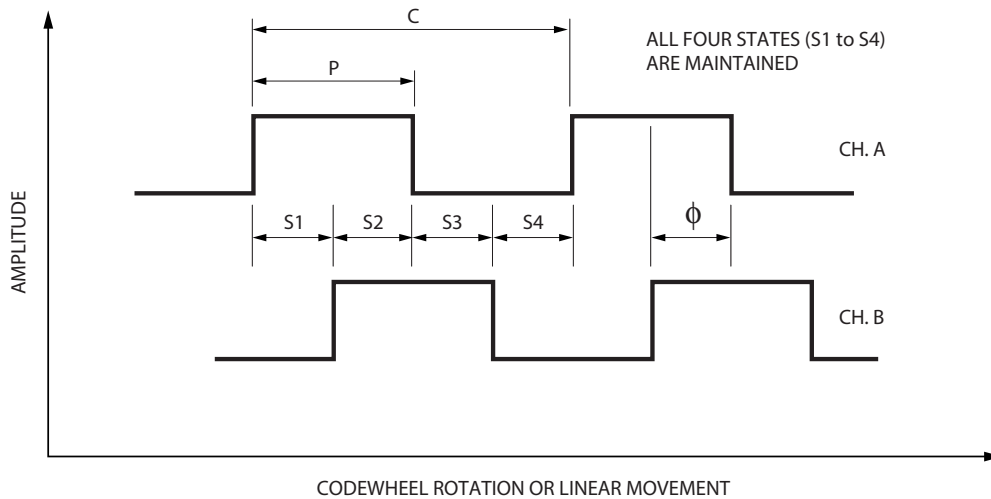 C
ALL FOUR STATES (S1 to S4)
ARE MAINTAINED
P
CH. A
AMPLITUDE
S1 S2 S3 S4 ϕ
CH. B
CODEWHEEL ROTATION OR LINEAR MOVEMENT